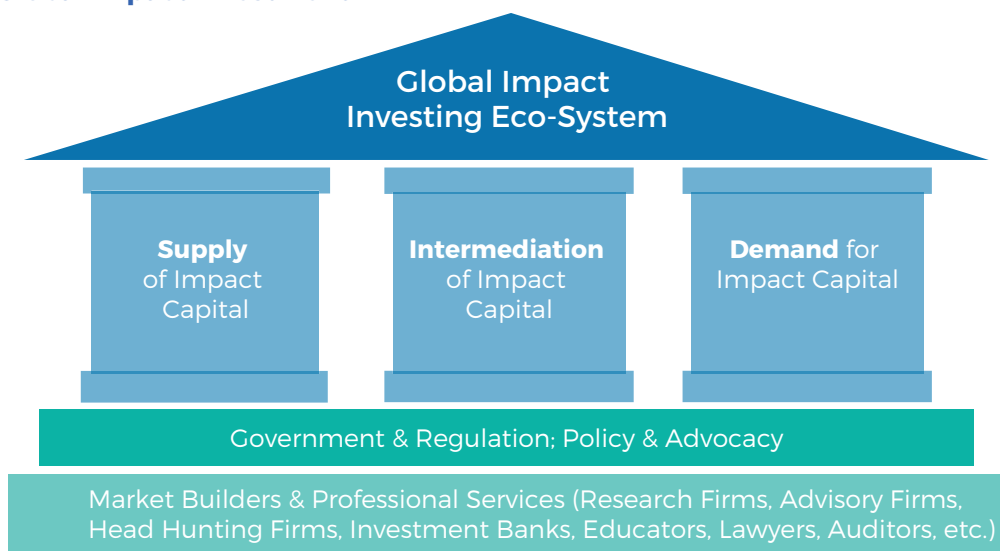 Global Impact
Investing Eco-System
Supply
of Impact
Capital
Intermediation
of Impact
Capital
Demand for
Impact Capital
Government & Regulation; Policy & Advocacy
Market Builders & Professional Services (Research Firms, Advisory Firms,
Head Hunting Firms, Investment Banks, Educators, Lawyers, Auditors, etc.)